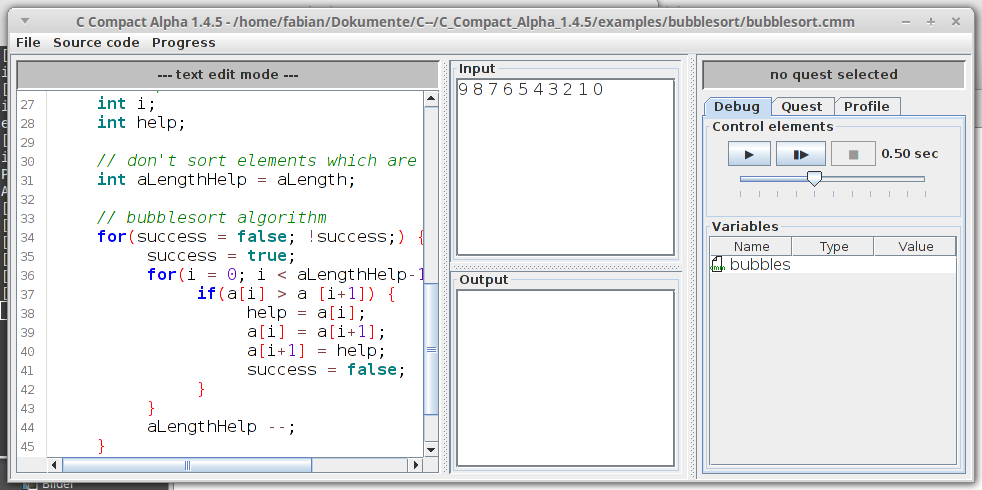 C Compact Alpha 1.4.5 - /home/fabian/Dokumente/C--/C_Compact_Alpha_1.4.5/examples/bubblesort/bubblesort.cmm
File Source code Progress
--- text edit mode ---
27 int i;
28 int help;
29
30 // don't sort elements which are
31 int aLengthHelp = aLength;
32
33 // bubblesort algorithm
34 for(success = false; !success;) {
35 success = true;
36 for(i = 0; i < aLengthHelp-1
37 if(a[i] > a [i+1]) {
38 help = a[i];
39 a[i] = a[i+1];
40 a[i+1] = help;
41 success = false;
42 }
43 }
44 aLengthHelp --;
45 }
Input
9 8 7 6 5 4 3 2 1 0
Output
no quest selected
Debug Quest Profile
Control elements
0.50 sec
Variables
Name Type Value
bubbles
Bilder